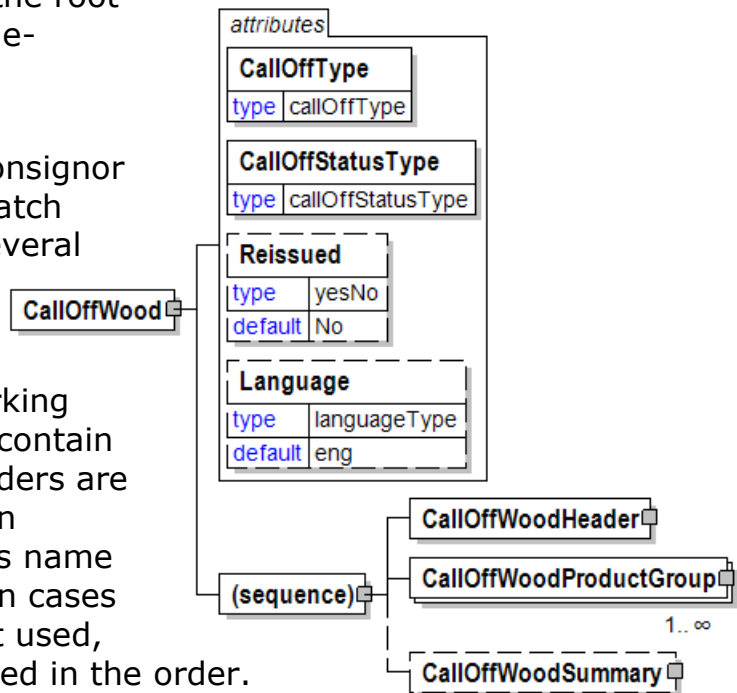 the root
e-
onsignor
atch
everal
rking
contain
ders are
n
s name
n cases
t used,
ed in the order.
CallOffWood
attributes
CallOffType
type callOffType
CallOffStatusType
type callOffStatusType
Reissued
type yesNo
default No
Language
type languageType
default eng
(sequence)
CallOffWoodHeader
CallOffWoodProductGroup
1.. ∞
CallOffWoodSummary